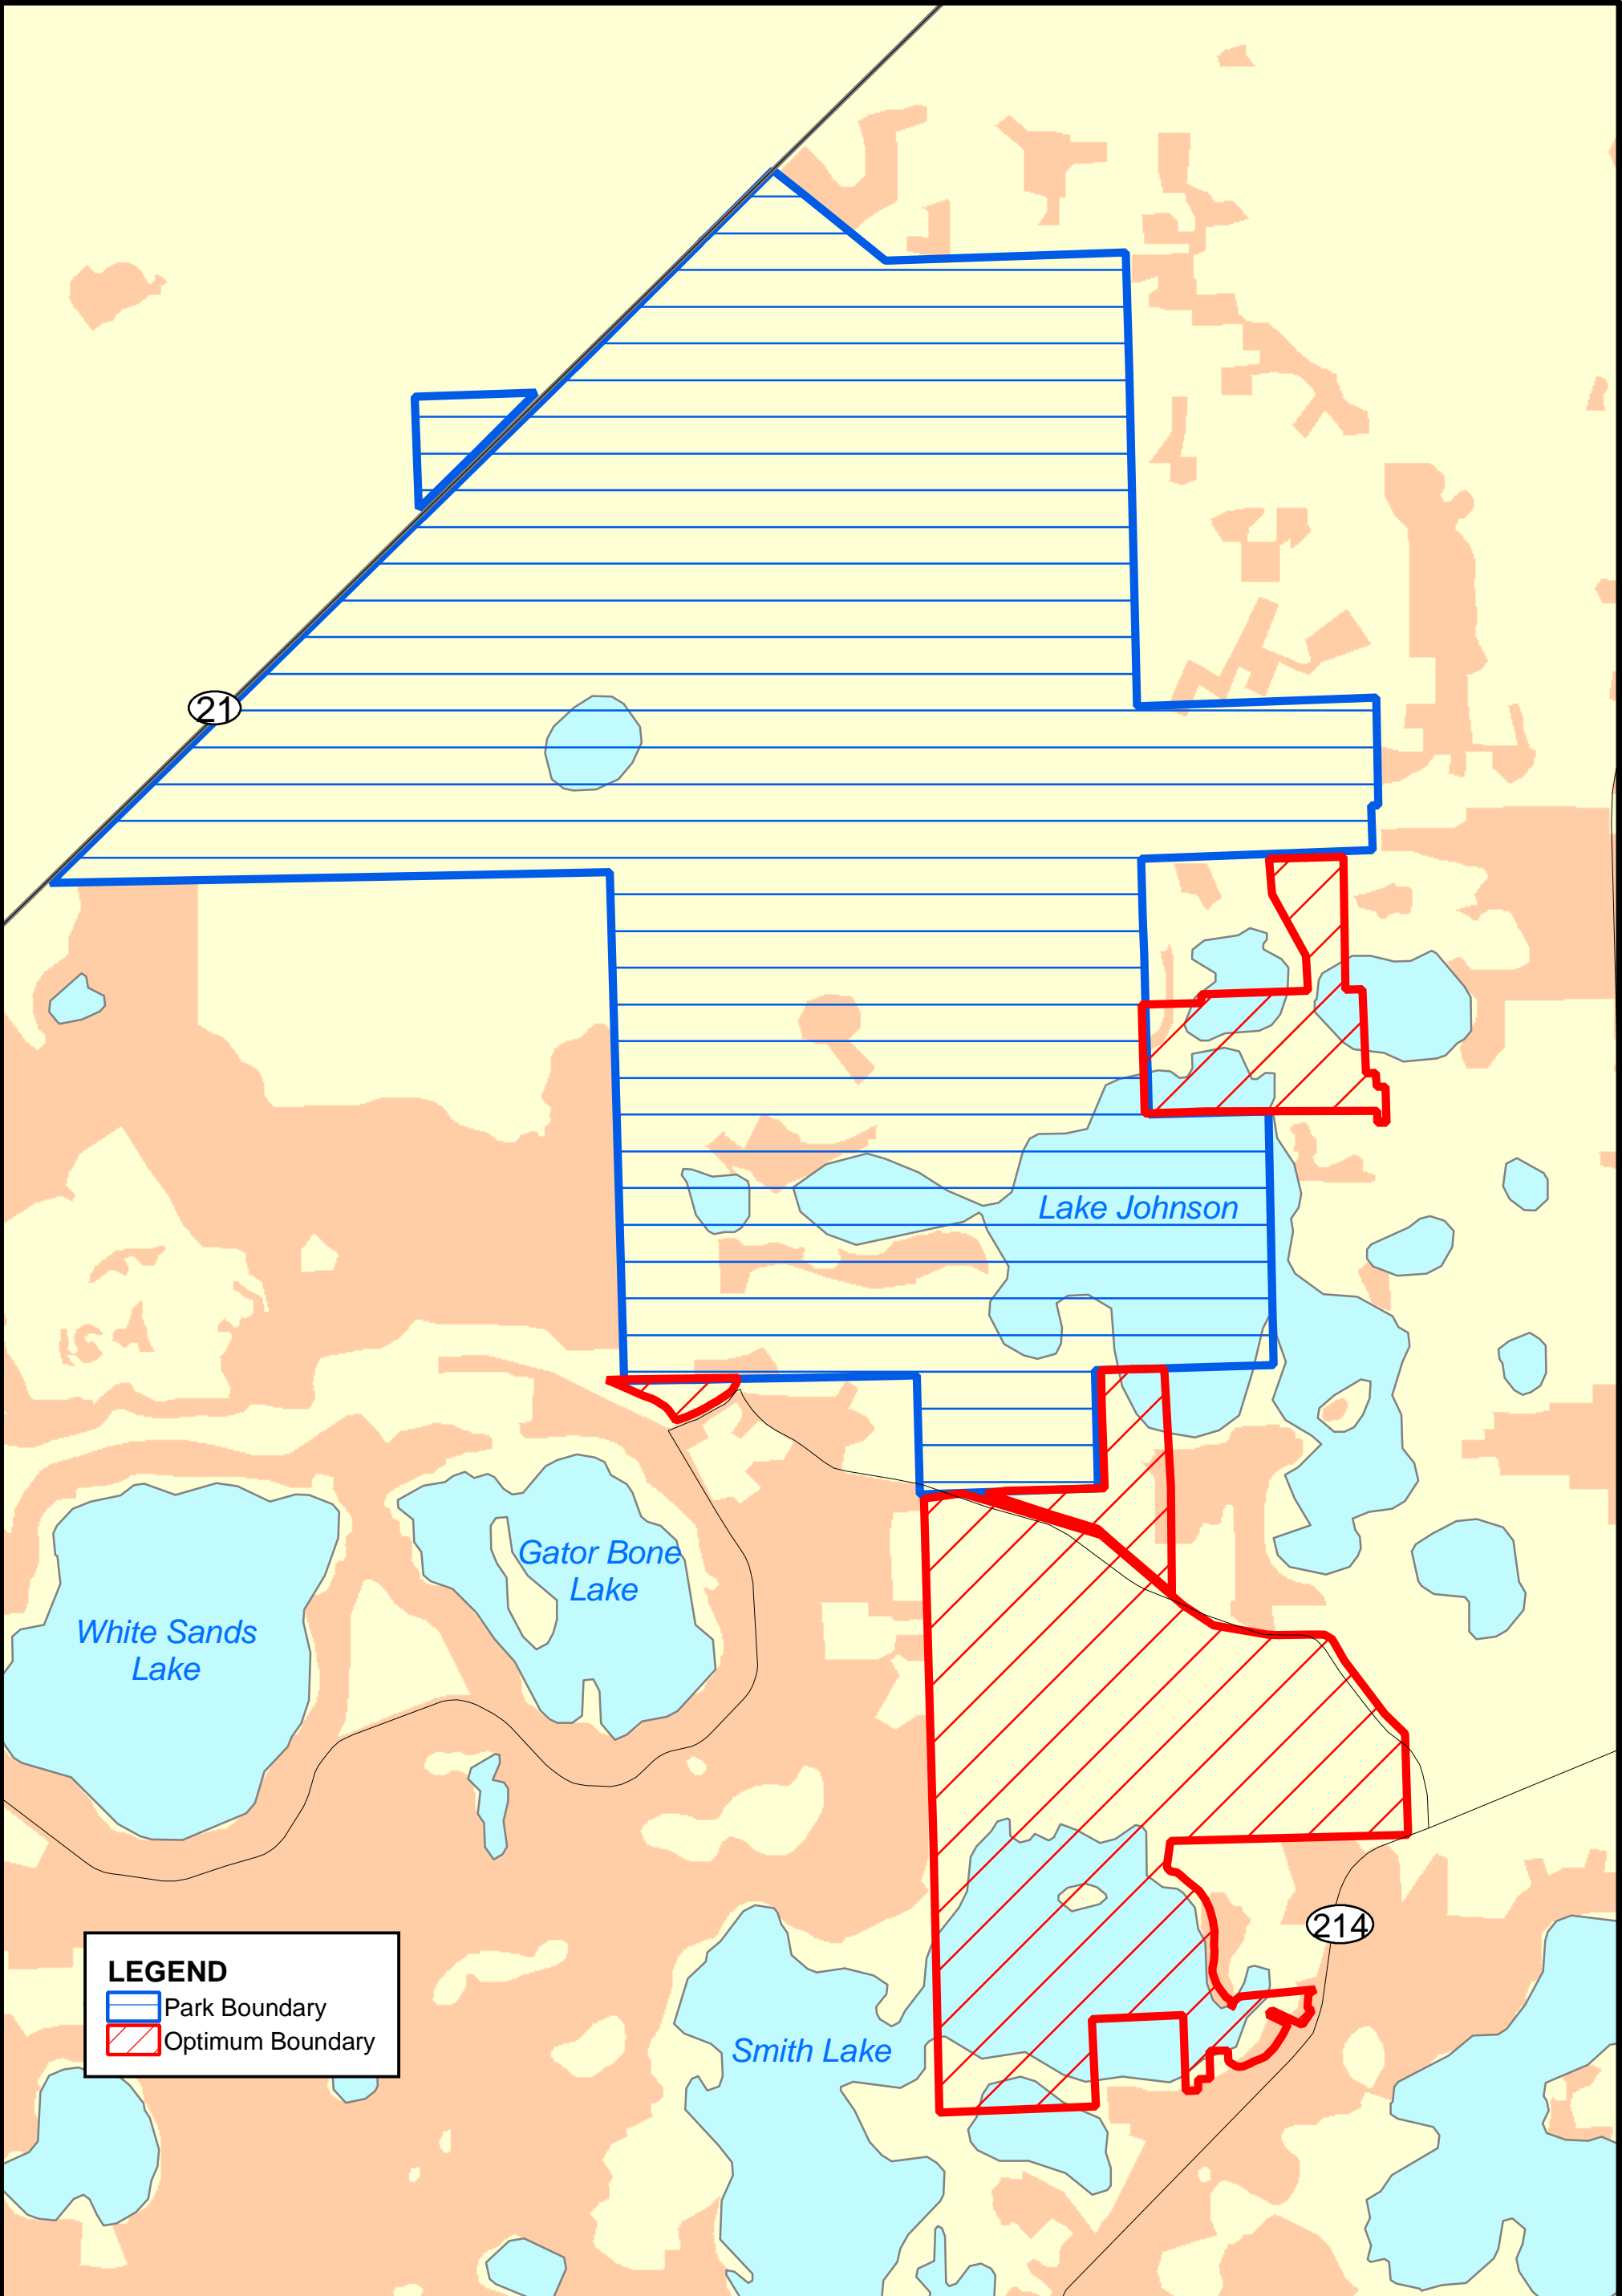 21
Lake Johnson
Gator Bone
Lake
White Sands
Lake
214
LEGEND
Park Boundary
Optimum Boundary
Smith Lake